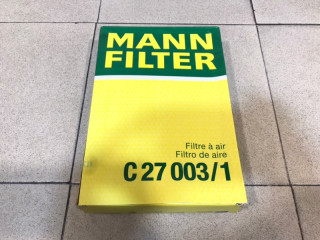 MANN
FILTER
Filtre à air
Filtro de aire
C 27 003/1